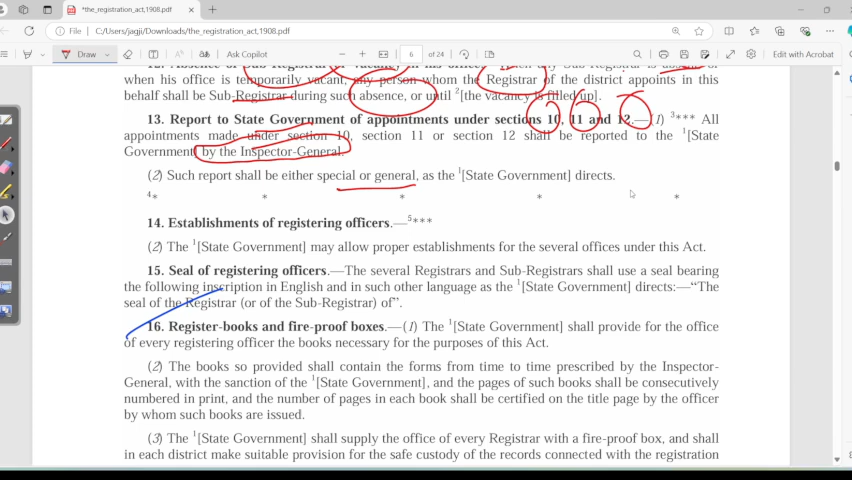 *the_registration_act,1908.pdf
File C:/Users/jagji/Downloads/the_registration_act,1908.pdf
Draw Ask Copilot 6 of 24 Edit with Acrobat
when his office is temporarily vacant, any person whom the Registrar of the district appoints in this
behalf shall be Sub-Registrar during such absence, or until ²[the vacancy is filled up].
13. Report to State Government of appointments under sections 10, 11 and 12.—(1) ³*** All
appointments made under section 10, section 11 or section 12 shall be reported to the ¹[State
Government] by the Inspector-General.
(2) Such report shall be either special or general, as the ¹[State Government] directs.
⁴* * * * *
14. Establishments of registering officers.—⁵***
(2) The ¹[State Government] may allow proper establishments for the several offices under this Act.
15. Seal of registering officers.—The several Registrars and Sub-Registrars shall use a seal bearing
the following inscription in English and in such other language as the ¹[State Government] directs:—“The
seal of the Registrar (or of the Sub-Registrar) of”.
16. Register-books and fire-proof boxes.—(1) The ¹[State Government] shall provide for the office
of every registering officer the books necessary for the purposes of this Act.
(2) The books so provided shall contain the forms from time to time prescribed by the Inspector-
General, with the sanction of the ¹[State Government], and the pages of such books shall be consecutively
numbered in print, and the number of pages in each book shall be certified on the title page by the officer
by whom such books are issued.
(3) The ¹[State Government] shall supply the office of every Registrar with a fire-proof box, and shall
in each district make suitable provision for the safe custody of the records connected with the registration